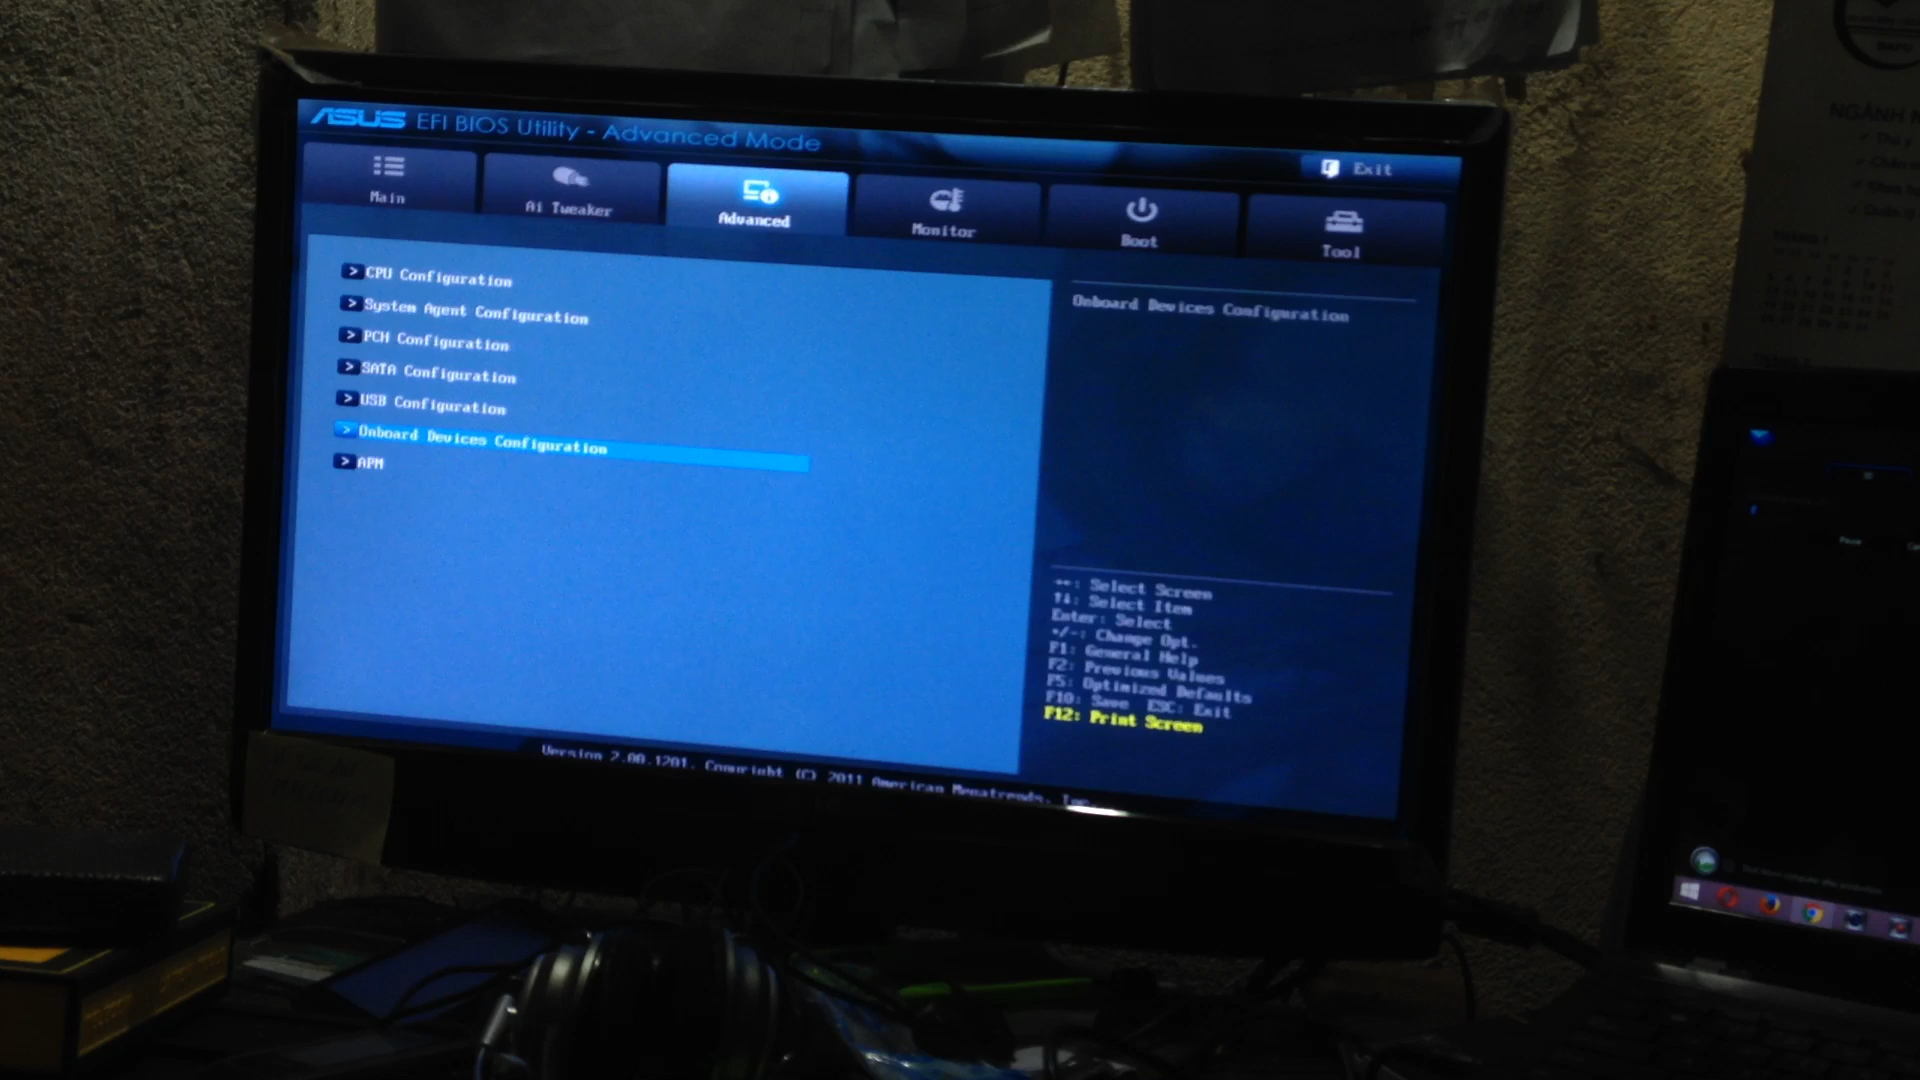 ASUS EFI BIOS Utility - Advanced Mode
Exit
Main
Ai Tweaker
Advanced
Monitor
Boot
Tool
> CPU Configuration
> System Agent Configuration
> PCH Configuration
> SATA Configuration
> USB Configuration
> Onboard Devices Configuration
> APM
Onboard Devices Configuration
→←: Select Screen
↑↓: Select Item
Enter: Select
+/-: Change Opt.
F1: General Help
F2: Previous Values
F5: Optimized Defaults
F10: Save ESC: Exit
F12: Print Screen
Version 2.00.1201. Copyright (C) 2011 American Megatrends, Inc.
NGÀNH
Pause